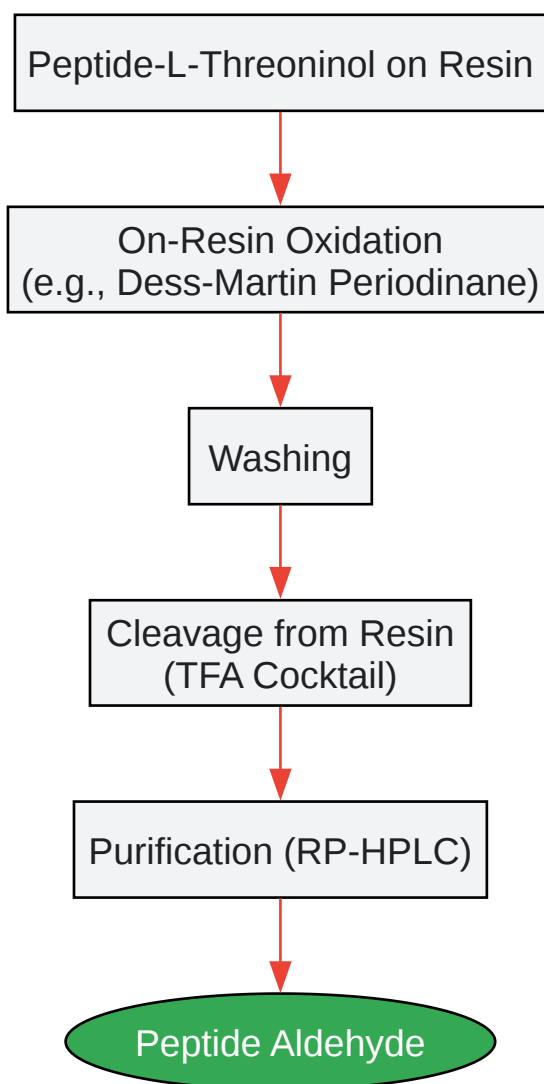 Peptide-L-Threoninol on Resin
On-Resin Oxidation
(e.g., Dess-Martin Periodinane)
Washing
Cleavage from Resin
(TFA Cocktail)
Purification (RP-HPLC)
Peptide Aldehyde